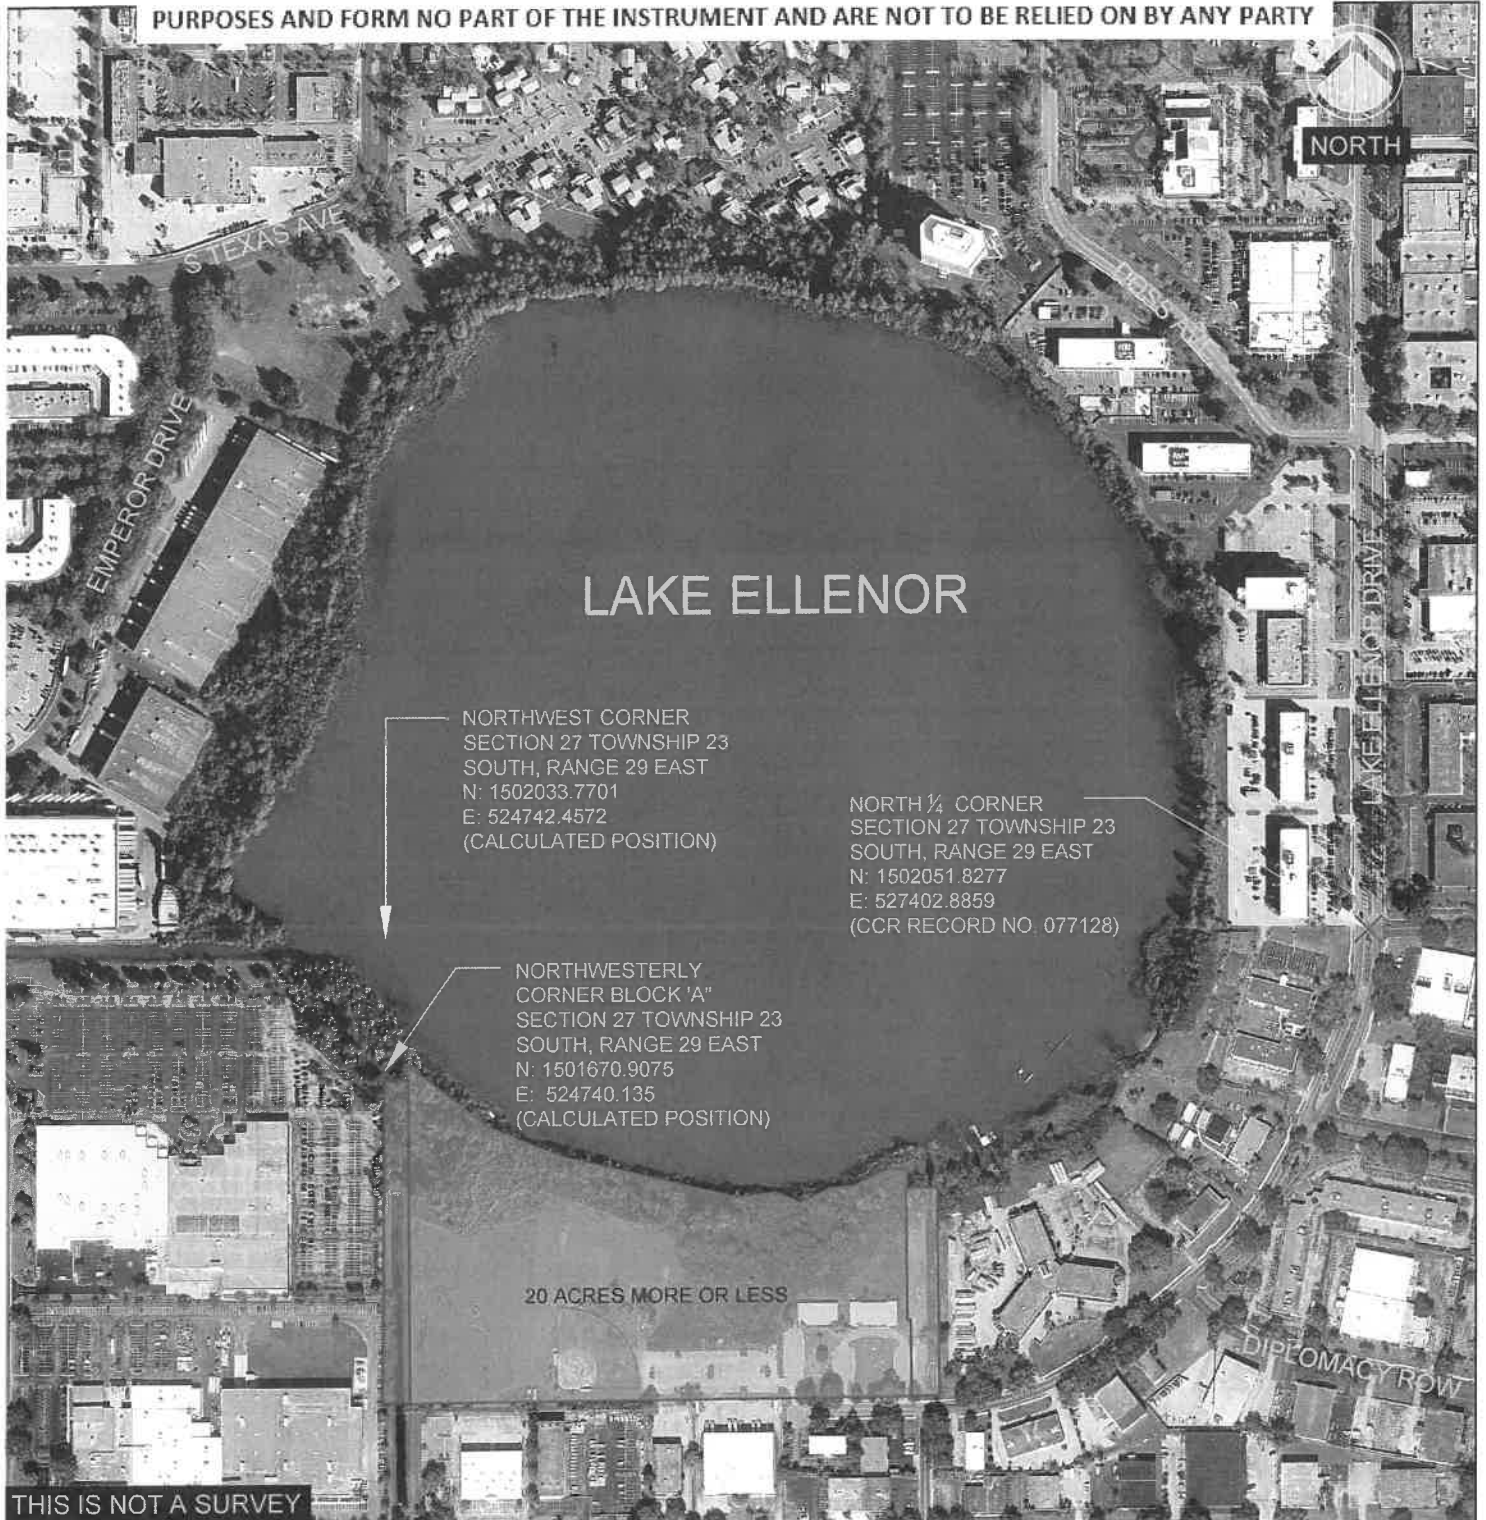 PURPOSES AND FORM NO PART OF THE INSTRUMENT AND ARE NOT TO BE RELIED ON BY ANY PARTY
NORTH
S TEXAS AVE
EMPEROR DRIVE
LAKE ELLENOR
LAKE ELLENOR DRIVE
NORTHWEST CORNER
SECTION 27 TOWNSHIP 23
SOUTH, RANGE 29 EAST
N: 1502033.7701
E: 524742.4572
(CALCULATED POSITION)
NORTH ¼ CORNER
SECTION 27 TOWNSHIP 23
SOUTH, RANGE 29 EAST
N: 1502051.8277
E: 527402.8859
(CCR RECORD NO. 077128)
NORTHWESTERLY
CORNER BLOCK 'A"
SECTION 27 TOWNSHIP 23
SOUTH, RANGE 29 EAST
N: 1501670.9075
E: 524740.135
(CALCULATED POSITION)
20 ACRES MORE OR LESS
DIPLOMACY ROW
THIS IS NOT A SURVEY